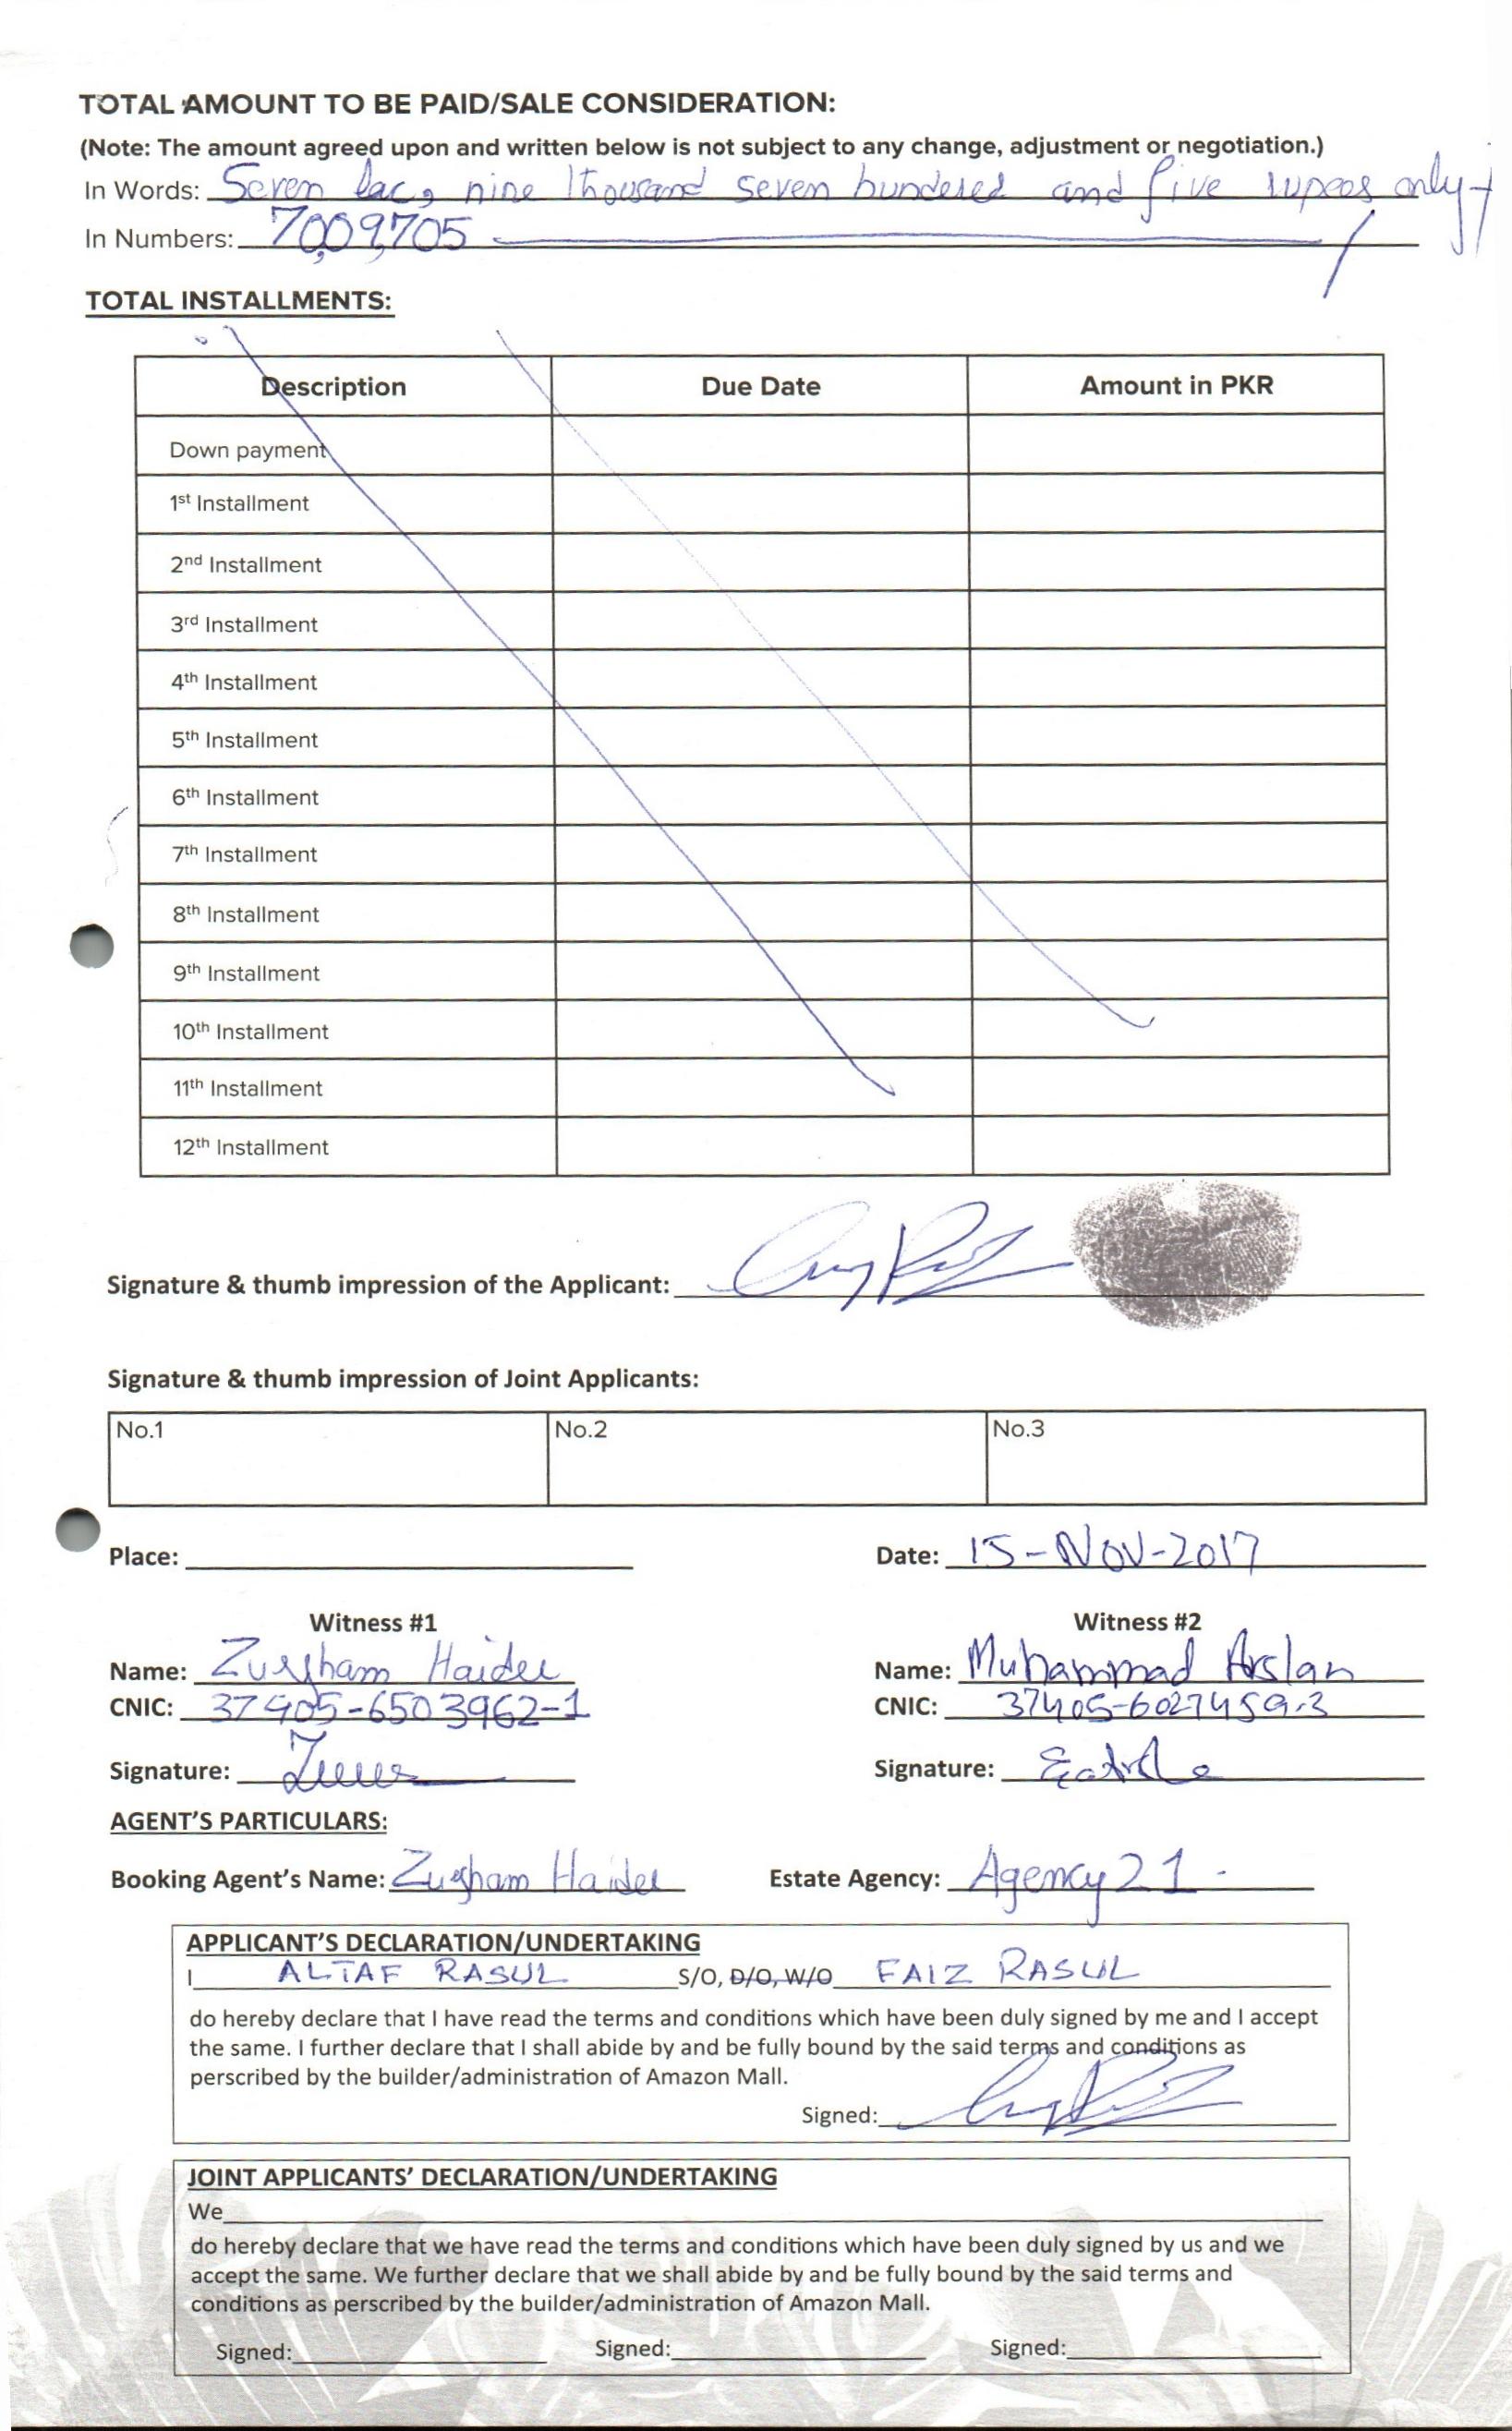 TOTAL AMOUNT TO BE PAID/SALE CONSIDERATION:
(Note: The amount agreed upon and written below is not subject to any change, adjustment or negotiation.)
In Words: Seven lac, nine thousand seven hundered and five rupees only
In Numbers: 7,009,705
TOTAL INSTALLMENTS:
Description Due Date Amount in PKR
Down payment
1st Installment
2nd Installment
3rd Installment
4th Installment
5th Installment
6th Installment
7th Installment
8th Installment
9th Installment
10th Installment
11th Installment
12th Installment
Signature & thumb impression of the Applicant:
Signature & thumb impression of Joint Applicants:
No.1 No.2 No.3
Place: Date: 15-NOV-2017
Witness #1 Witness #2
Name: Zurgham Haider Name: Muhammad Arslan
CNIC: 37405-6503962-1 CNIC: 37405-6027459-3
Signature: Signature:
AGENT'S PARTICULARS:
Booking Agent's Name: Zurgham Haider Estate Agency: Agency 21.
APPLICANT'S DECLARATION/UNDERTAKING
I ALTAF RASUL S/O, D/O, W/O FAIZ RASUL
do hereby declare that I have read the terms and conditions which have been duly signed by me and I accept
the same. I further declare that I shall abide by and be fully bound by the said terms and conditions as
perscribed by the builder/administration of Amazon Mall.
Signed:
JOINT APPLICANTS' DECLARATION/UNDERTAKING
We
do hereby declare that we have read the terms and conditions which have been duly signed by us and we
accept the same. We further declare that we shall abide by and be fully bound by the said terms and
conditions as perscribed by the builder/administration of Amazon Mall.
Signed: Signed: Signed: